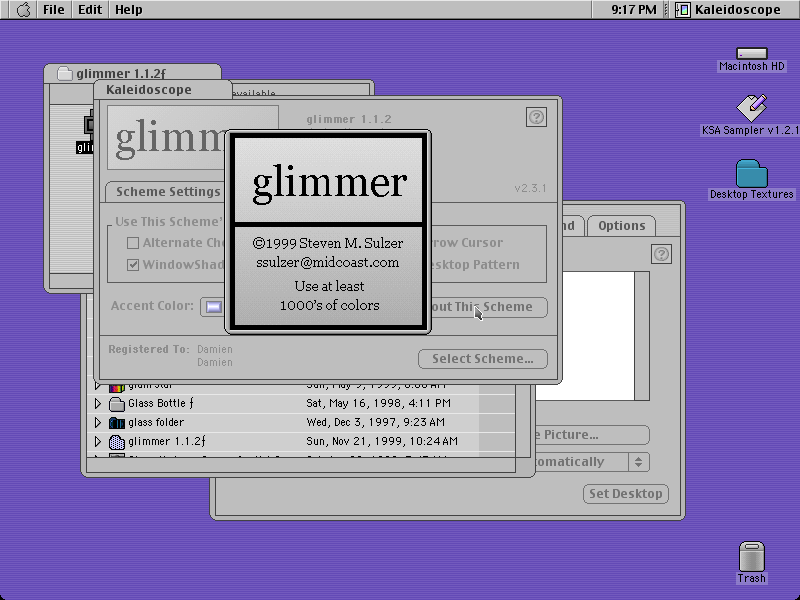 File Edit Help
9:17 PM
Kaleidoscope
Macintosh HD
KSA Sampler v1.2.1
Desktop Textures
Trash
glimmer 1.1.2f
available
Kaleidoscope
glimmer 1.1.2
v2.3.1
Scheme Settings
Use This Scheme's
Alternate
WindowShad
row Cursor
sktop Pattern
Accent Color:
out This Scheme
Registered To: Damien
Damien
Select Scheme...
glimmer
©1999 Steven M. Sulzer
ssulzer@midcoast.com
Use at least
1000's of colors
nd
Options
e Picture...
tomatically
Set Desktop
Glass Bottle ƒ Sat, May 16, 1998, 4:11 PM
glass folder Wed, Dec 3, 1997, 9:23 AM
glimmer 1.1.2ƒ Sun, Nov 21, 1999, 10:24 AM